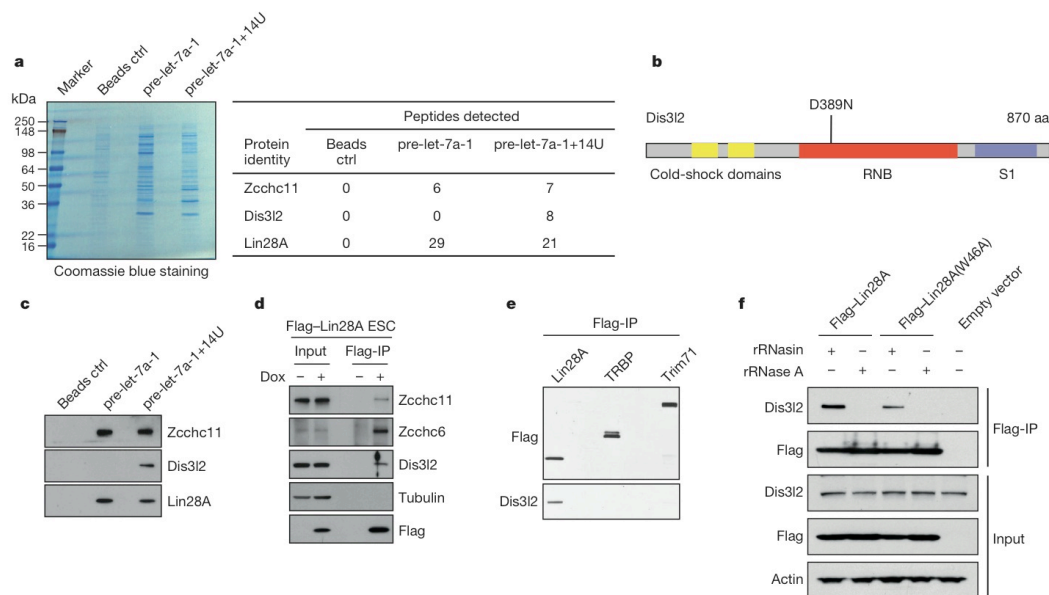 a
Marker
Beads ctrl
pre-let-7a-1
pre-let-7a-1+14U
kDa
250
148
98
64
50
36
22
16
Coomassie blue staining
Peptides detected
Protein identity
Beads ctrl
pre-let-7a-1
pre-let-7a-1+14U
Zcchc11 0 6 7
Dis3l2 0 0 8
Lin28A 0 29 21
b
D389N
Dis3l2 870 aa
Cold-shock domains RNB S1
c
Beads ctrl
pre-let-7a-1
pre-let-7a-1+14U
Zcchc11
Dis3l2
Lin28A
d
Flag–Lin28A ESC
Input Flag-IP
Dox – + – +
Zcchc11
Zcchc6
Dis3l2
Tubulin
Flag
e
Flag-IP
Lin28A
TRBP
Trim71
Flag
Dis3l2
f
Flag–Lin28A
Flag–Lin28A(W46A)
Empty vector
rRNasin + – + – –
rRNase A – + – + –
Dis3l2
Flag
Flag-IP
Dis3l2
Flag
Actin
Input